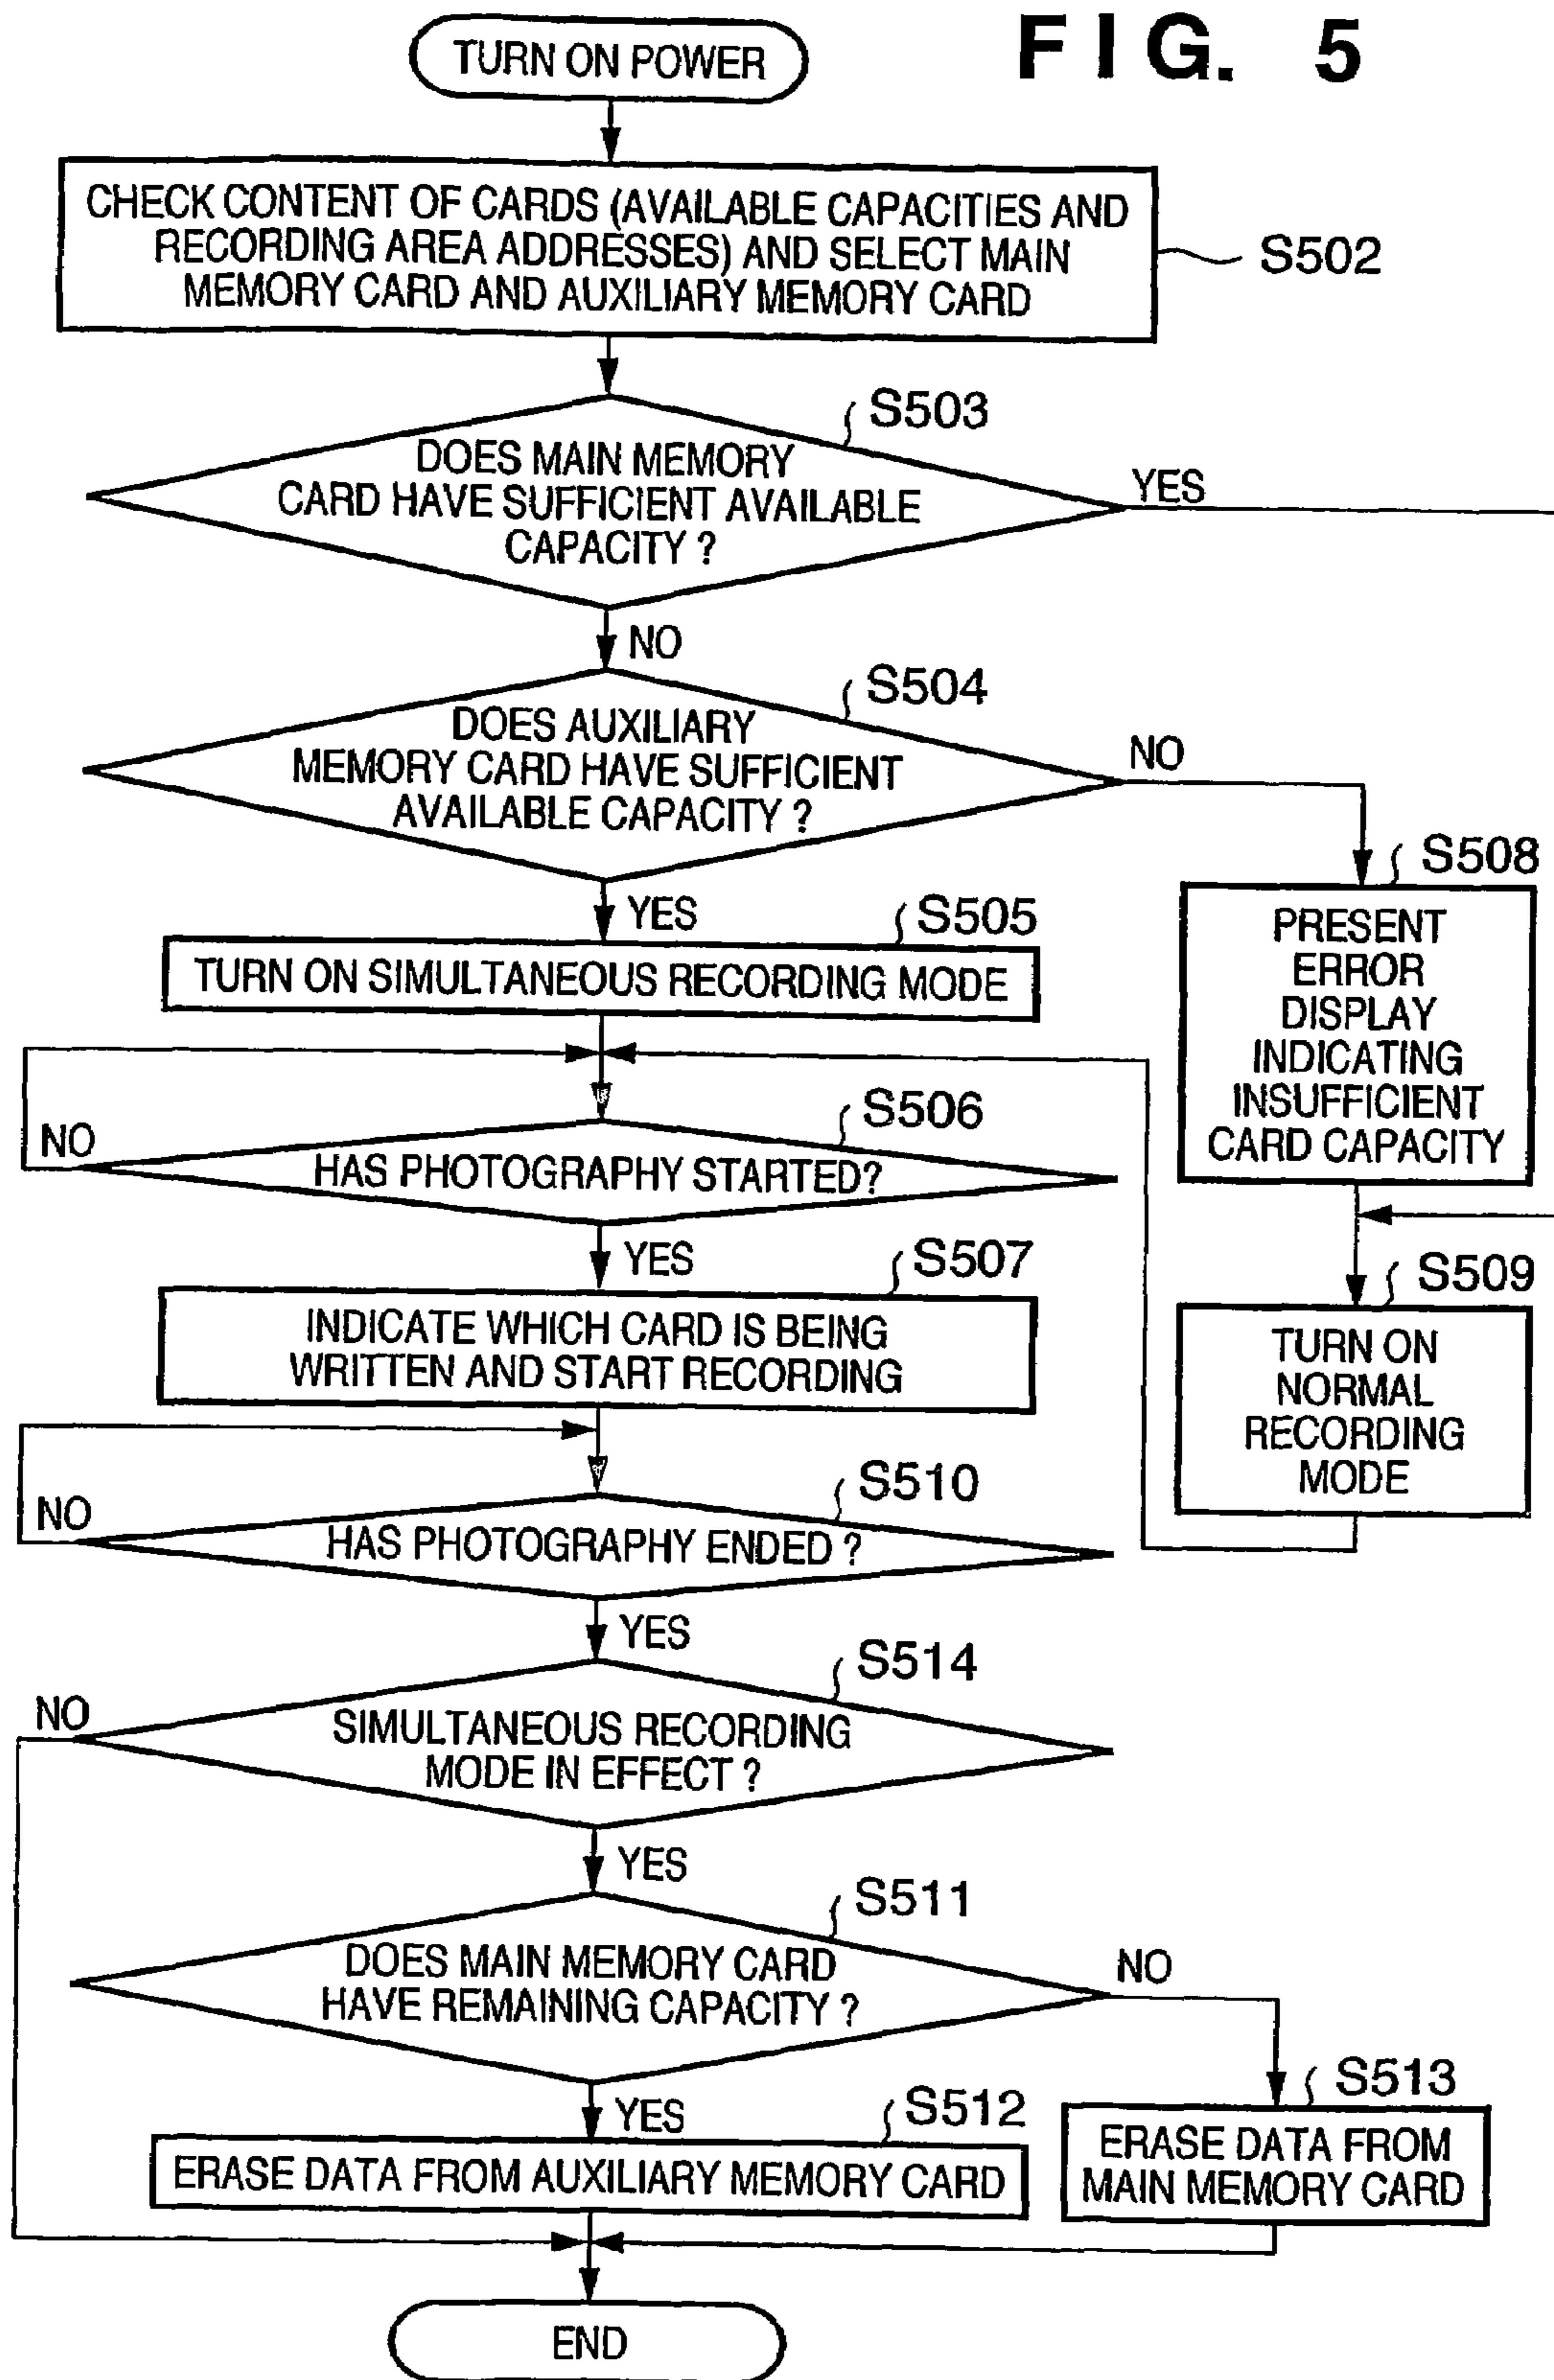 FIG. 5
TURN ON POWER
CHECK CONTENT OF CARDS (AVAILABLE CAPACITIES AND
RECORDING AREA ADDRESSES) AND SELECT MAIN
MEMORY CARD AND AUXILIARY MEMORY CARD
S502
S503
DOES MAIN MEMORY
CARD HAVE SUFFICIENT AVAILABLE
CAPACITY ?
YES
NO
S504
DOES AUXILIARY
MEMORY CARD HAVE SUFFICIENT
AVAILABLE CAPACITY ?
NO
YES
S505
TURN ON SIMULTANEOUS RECORDING MODE
S508
PRESENT
ERROR
DISPLAY
INDICATING
INSUFFICIENT
CARD CAPACITY
S506
NO
HAS PHOTOGRAPHY STARTED?
YES
S507
INDICATE WHICH CARD IS BEING
WRITTEN AND START RECORDING
S509
TURN ON
NORMAL
RECORDING
MODE
S510
NO
HAS PHOTOGRAPHY ENDED ?
YES
S514
NO
SIMULTANEOUS RECORDING
MODE IN EFFECT ?
YES
S511
DOES MAIN MEMORY CARD
HAVE REMAINING CAPACITY ?
NO
YES
S512
ERASE DATA FROM AUXILIARY MEMORY CARD
S513
ERASE DATA FROM
MAIN MEMORY CARD
END